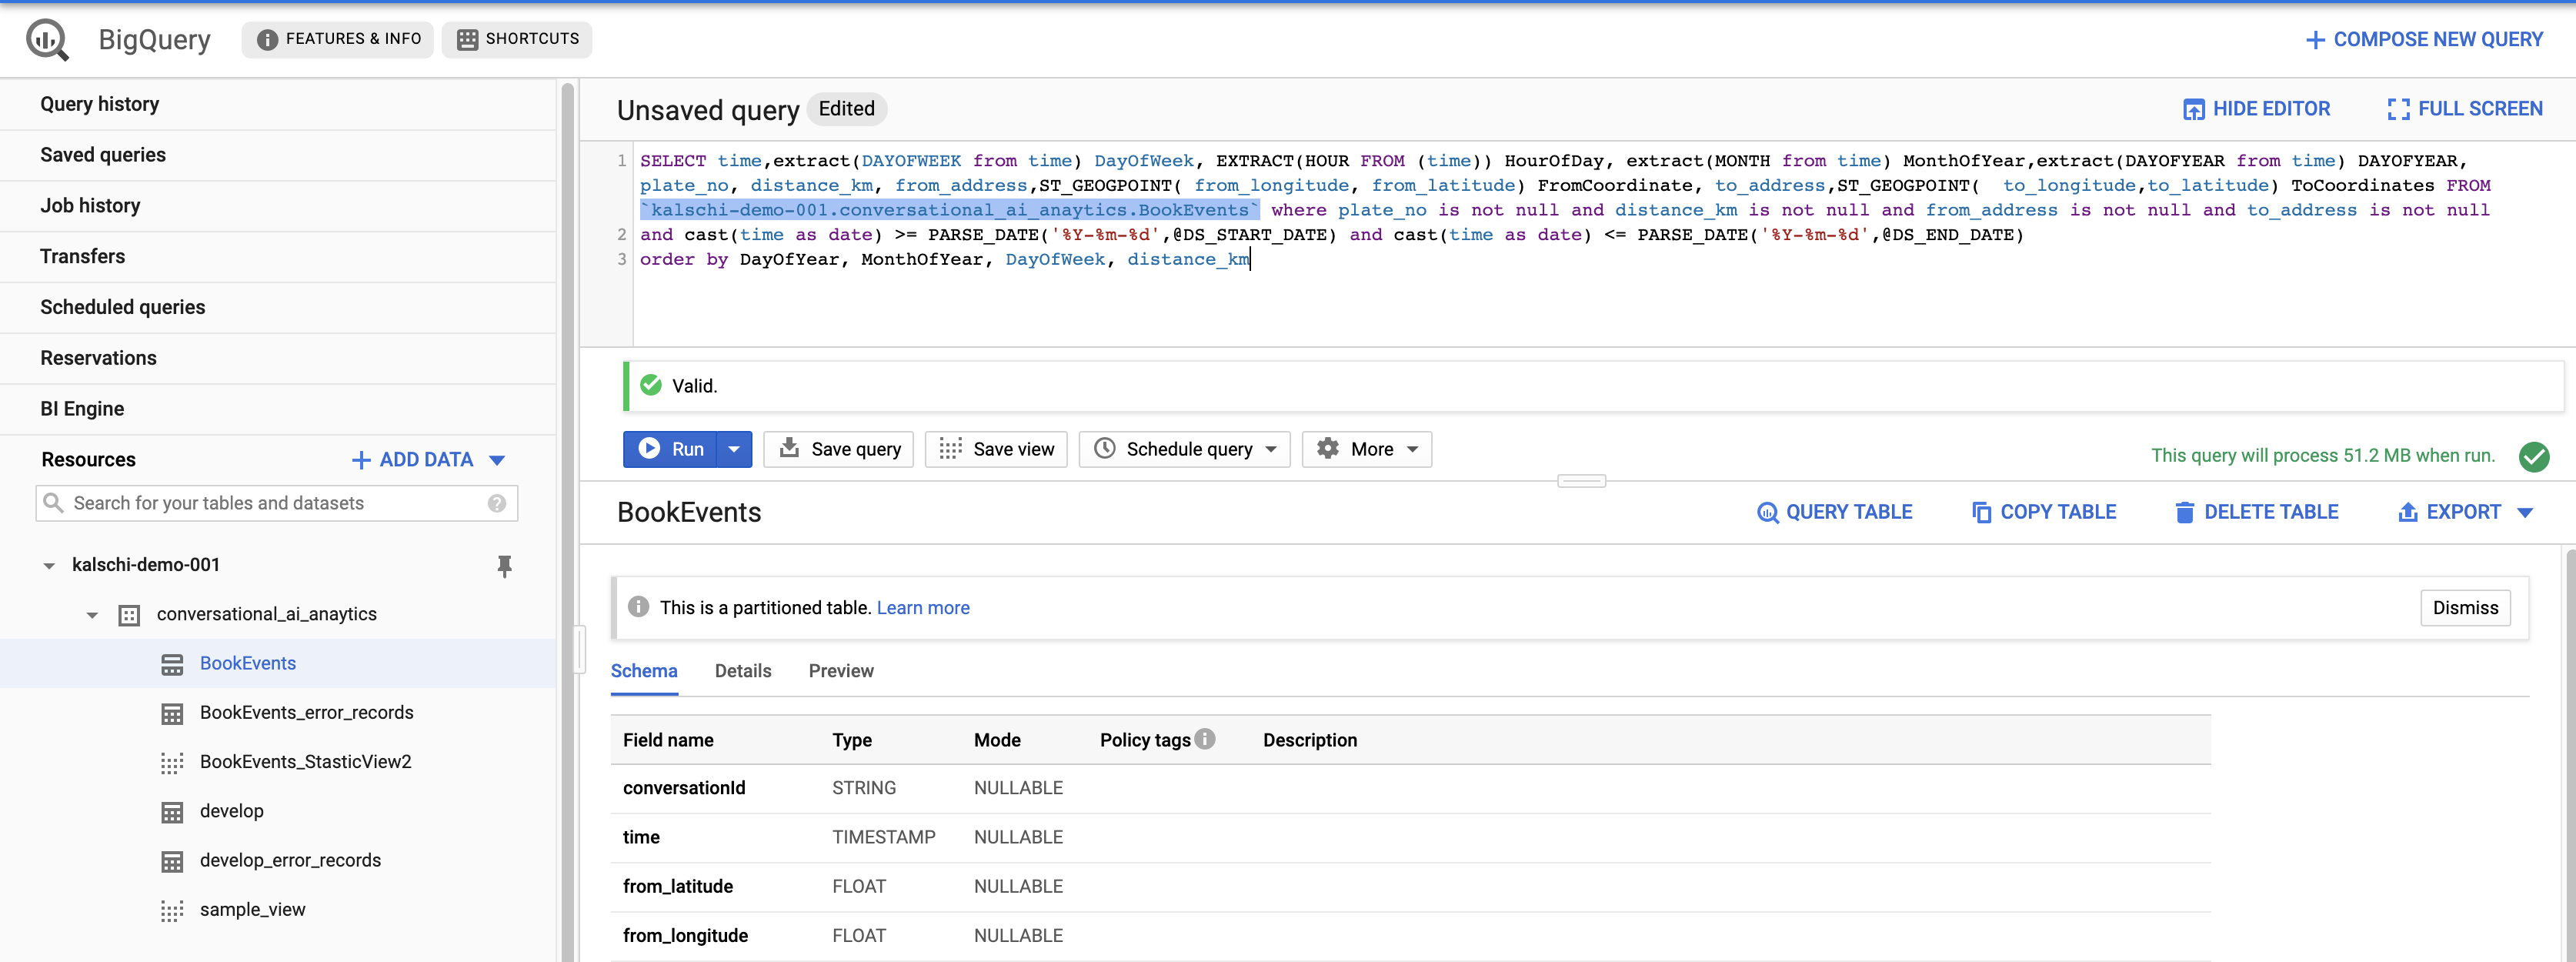 BigQuery
FEATURES & INFO
SHORTCUTS
COMPOSE NEW QUERY
Query history
Saved queries
Job history
Transfers
Scheduled queries
Reservations
BI Engine
Resources
ADD DATA
Search for your tables and datasets
kalschi-demo-001
conversational_ai_anaytics
BookEvents
BookEvents_error_records
BookEvents_StasticView2
develop
develop_error_records
sample_view
Unsaved query Edited
HIDE EDITOR
FULL SCREEN
1 SELECT time,extract(DAYOFWEEK from time) DayOfWeek, EXTRACT(HOUR FROM (time)) HourOfDay, extract(MONTH from time) MonthOfYear,extract(DAYOFYEAR from time) DAYOFYEAR,
plate_no, distance_km, from_address,ST_GEOGPOINT( from_longitude, from_latitude) FromCoordinate, to_address,ST_GEOGPOINT(  to_longitude,to_latitude) ToCoordinates FROM
`kalschi-demo-001.conversational_ai_anaytics.BookEvents` where plate_no is not null and distance_km is not null and from_address is not null and to_address is not null
2 and cast(time as date) >= PARSE_DATE('%Y-%m-%d',@DS_START_DATE) and cast(time as date) <= PARSE_DATE('%Y-%m-%d',@DS_END_DATE)
3 order by DayOfYear, MonthOfYear, DayOfWeek, distance_km
Valid.
Run
Save query
Save view
Schedule query
More
This query will process 51.2 MB when run.
BookEvents
QUERY TABLE
COPY TABLE
DELETE TABLE
EXPORT
This is a partitioned table. Learn more
Dismiss
Schema Details Preview
Field name Type Mode Policy tags Description
conversationId STRING NULLABLE
time TIMESTAMP NULLABLE
from_latitude FLOAT NULLABLE
from_longitude FLOAT NULLABLE